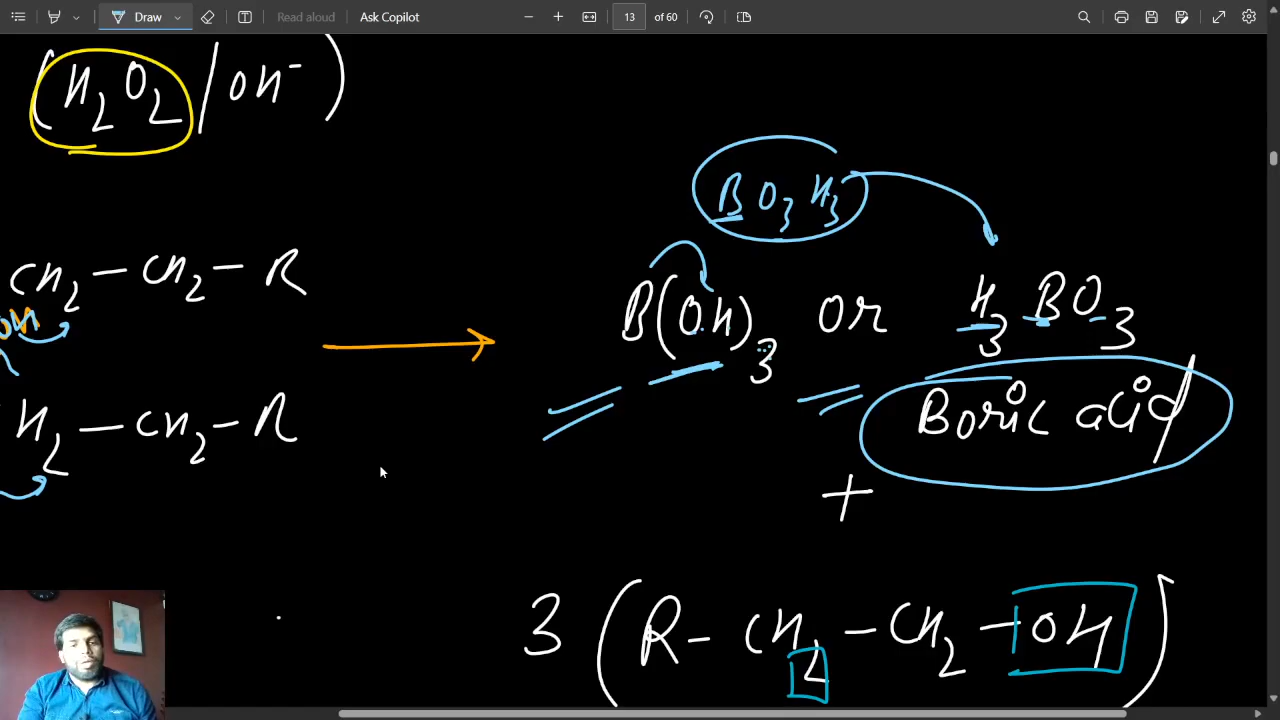 Draw
Read aloud
Ask Copilot
13 of 60
(H2O2 / OH-)
BO3H3
CH2 - CH2 - R
OH
B(OH)3 or H3BO3
H2 - CH2 - R
Boric acid
+
3 (R - CH2 - CH2 - OH)